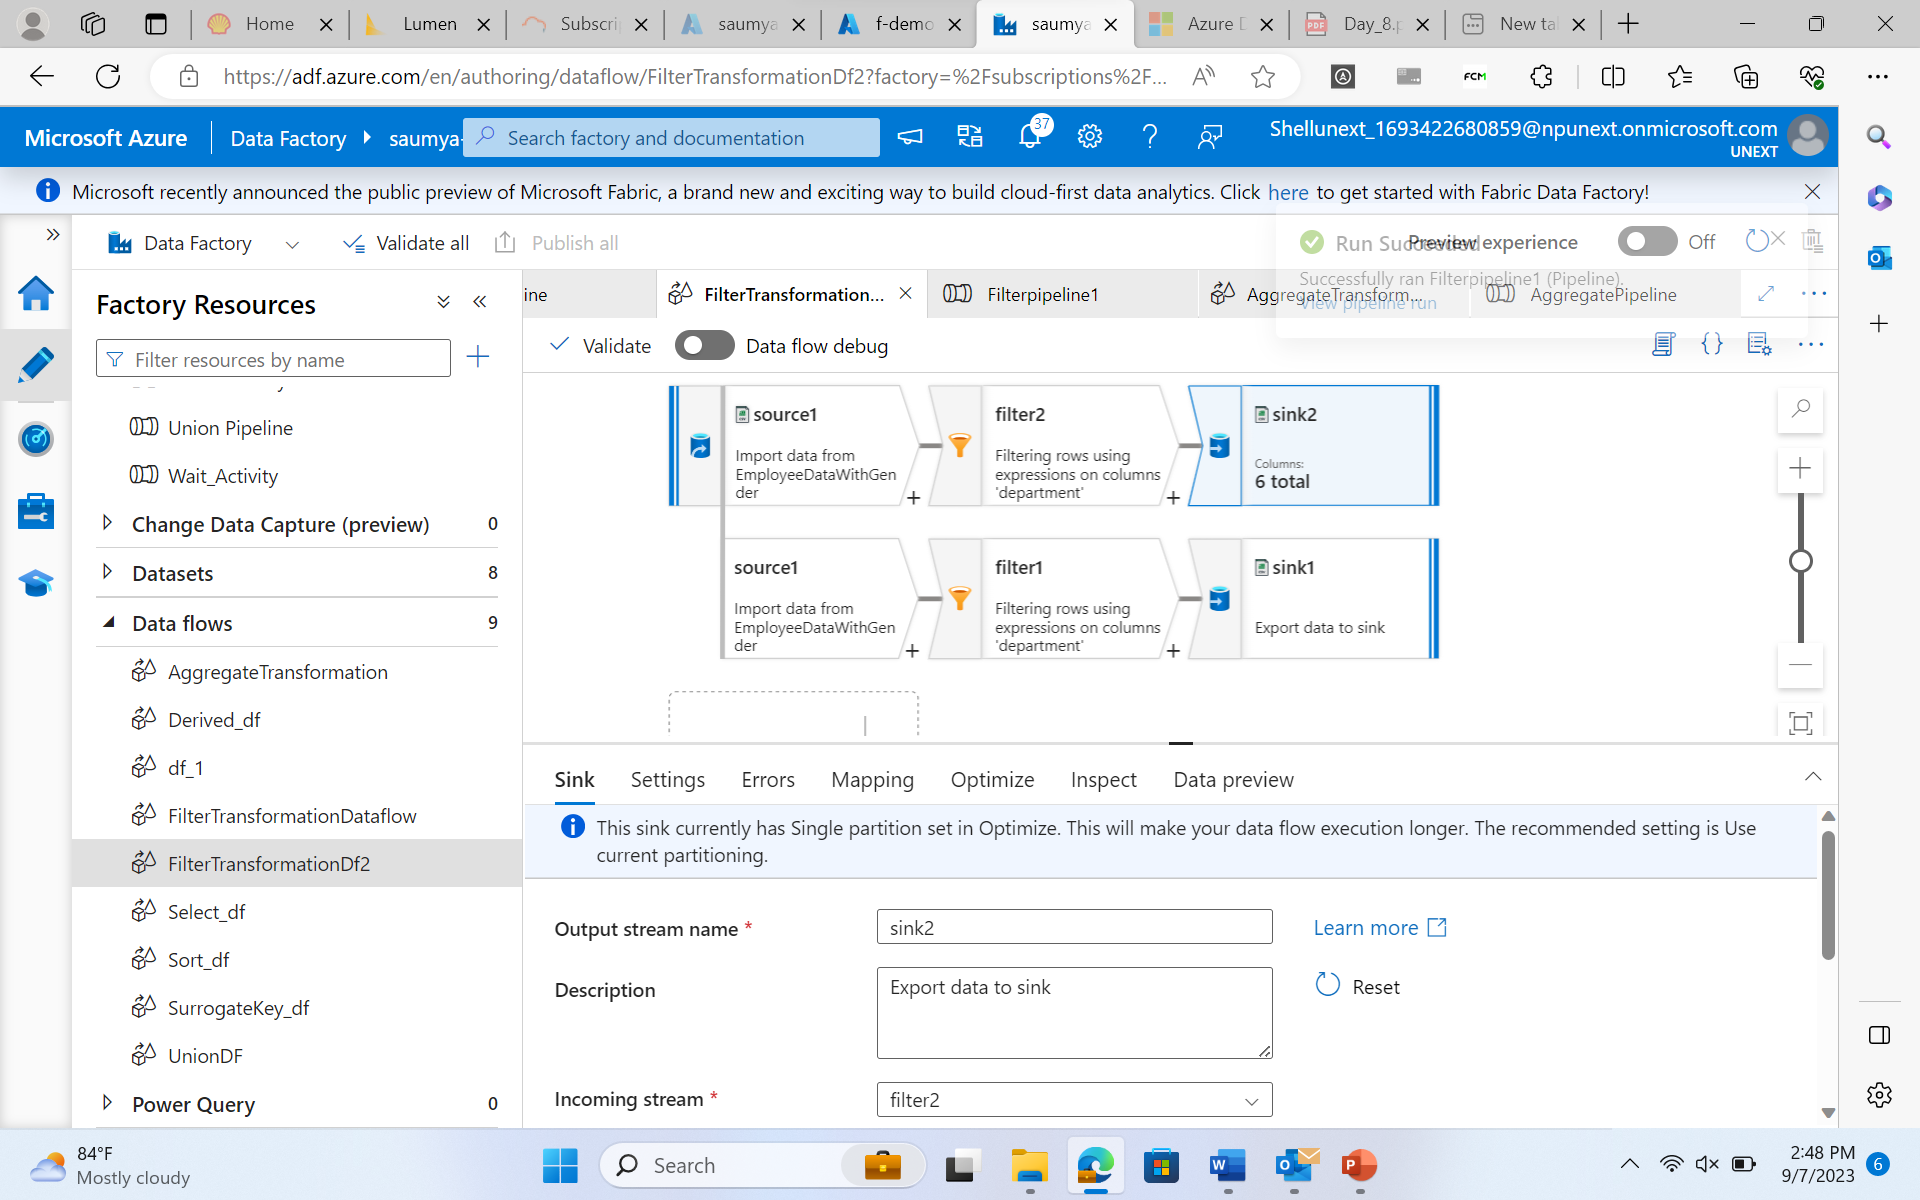 Home
Lumen
Subscri
saumya
f-demo
saumya
Azure D
Day_8.p
New tal
https://adf.azure.com/en/authoring/dataflow/FilterTransformationDf2?factory=%2Fsubscriptions%2F...
FCM
Microsoft Azure
Data Factory
saumya-
Search factory and documentation
37
Shellunext_1693422680859@npunext.onmicrosoft.com
UNEXT
Microsoft recently announced the public preview of Microsoft Fabric, a brand new and exciting way to build cloud-first data analytics. Click here to get started with Fabric Data Factory!
Data Factory
Validate all
Publish all
Run Succeeded
Preview experience
Off
Successfully ran Filterpipeline1 (Pipeline).
View pipeline run
Factory Resources
ine
FilterTransformation...
Filterpipeline1
AggregateTransform...
AggregatePipeline
Filter resources by name
Validate
Data flow debug
Union Pipeline
Wait_Activity
Change Data Capture (preview) 0
Datasets 8
Data flows 9
AggregateTransformation
Derived_df
df_1
FilterTransformationDataflow
FilterTransformationDf2
Select_df
Sort_df
SurrogateKey_df
UnionDF
Power Query 0
source1
Import data from
EmployeeDataWithGen
der
filter2
Filtering rows using
expressions on columns
'department'
sink2
Columns:
6 total
source1
Import data from
EmployeeDataWithGen
der
filter1
Filtering rows using
expressions on columns
'department'
sink1
Export data to sink
Sink
Settings
Errors
Mapping
Optimize
Inspect
Data preview
This sink currently has Single partition set in Optimize. This will make your data flow execution longer. The recommended setting is Use
current partitioning.
Output stream name *
sink2
Learn more
Description
Export data to sink
Reset
Incoming stream *
filter2
84°F
Mostly cloudy
Search
2:48 PM
9/7/2023
6